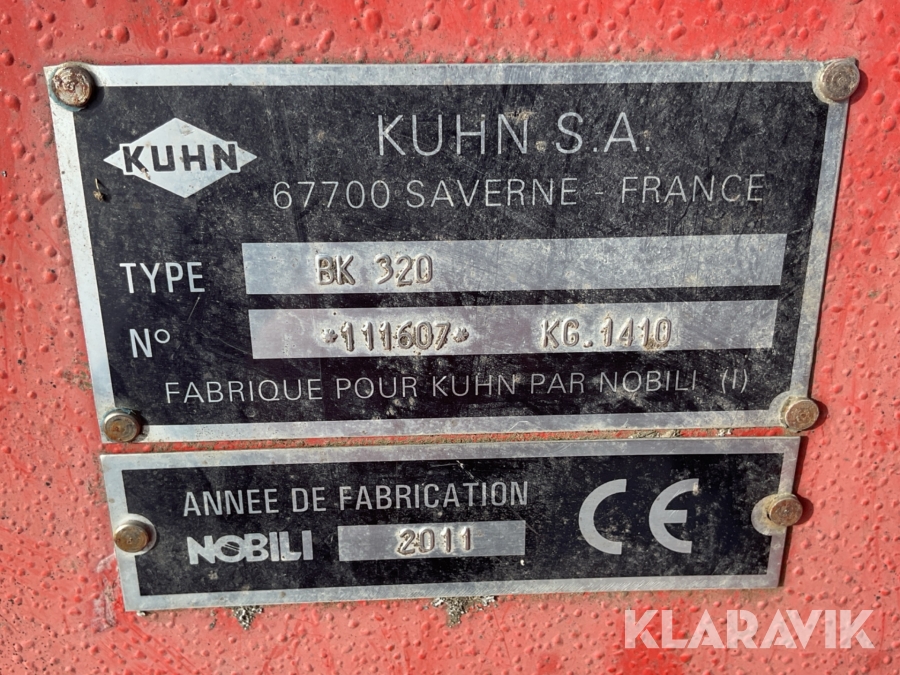 KUHN
KUHN S.A.
67700 SAVERNE - FRANCE
TYPE BK 320
N° *111607* KG.1410
FABRIQUE POUR KUHN PAR NOBILI (I)
ANNEE DE FABRICATION
NOBILI 2011
CE
KLARAVIK